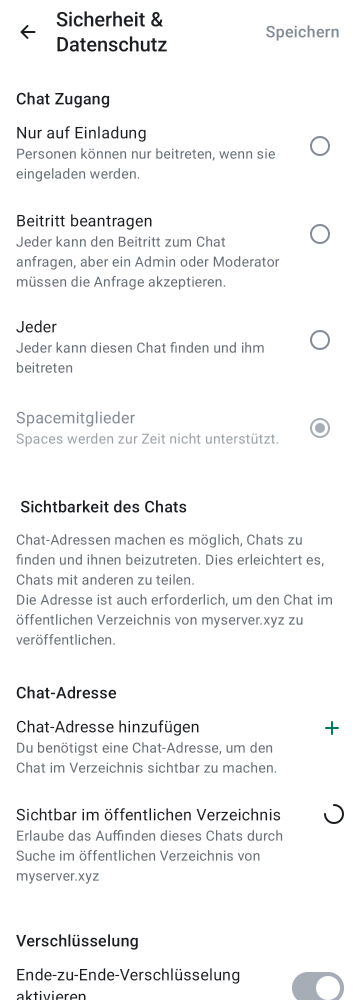 Sicherheit &
Datenschutz
Speichern
Chat Zugang
Nur auf Einladung
Personen können nur beitreten, wenn sie
eingeladen werden.
Beitritt beantragen
Jeder kann den Beitritt zum Chat
anfragen, aber ein Admin oder Moderator
müssen die Anfrage akzeptieren.
Jeder
Jeder kann diesen Chat finden und ihm
beitreten
Spacemitglieder
Spaces werden zur Zeit nicht unterstützt.
Sichtbarkeit des Chats
Chat-Adressen machen es möglich, Chats zu
finden und ihnen beizutreten. Dies erleichtert es,
Chats mit anderen zu teilen.
Die Adresse ist auch erforderlich, um den Chat im
öffentlichen Verzeichnis von myserver.xyz zu
veröffentlichen.
Chat-Adresse
Chat-Adresse hinzufügen
Du benötigst eine Chat-Adresse, um den
Chat im Verzeichnis sichtbar zu machen.
Sichtbar im öffentlichen Verzeichnis
Erlaube das Auffinden dieses Chats durch
Suche im öffentlichen Verzeichnis von
myserver.xyz
Verschlüsselung
Ende-zu-Ende-Verschlüsselung
aktivieren